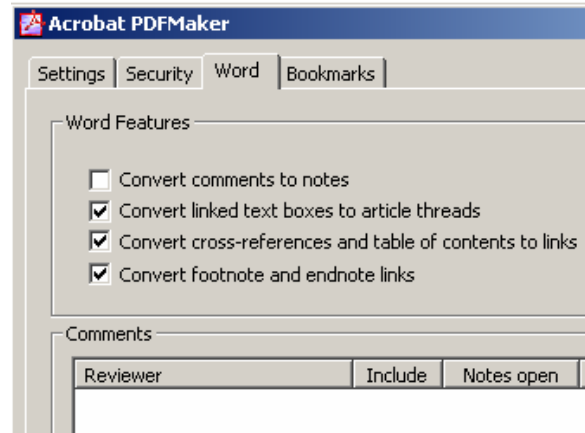 Acrobat PDFMaker
Settings Security Word Bookmarks
Word Features
Convert comments to notes
Convert linked text boxes to article threads
Convert cross-references and table of contents to links
Convert footnote and endnote links
Comments
Reviewer Include Notes open